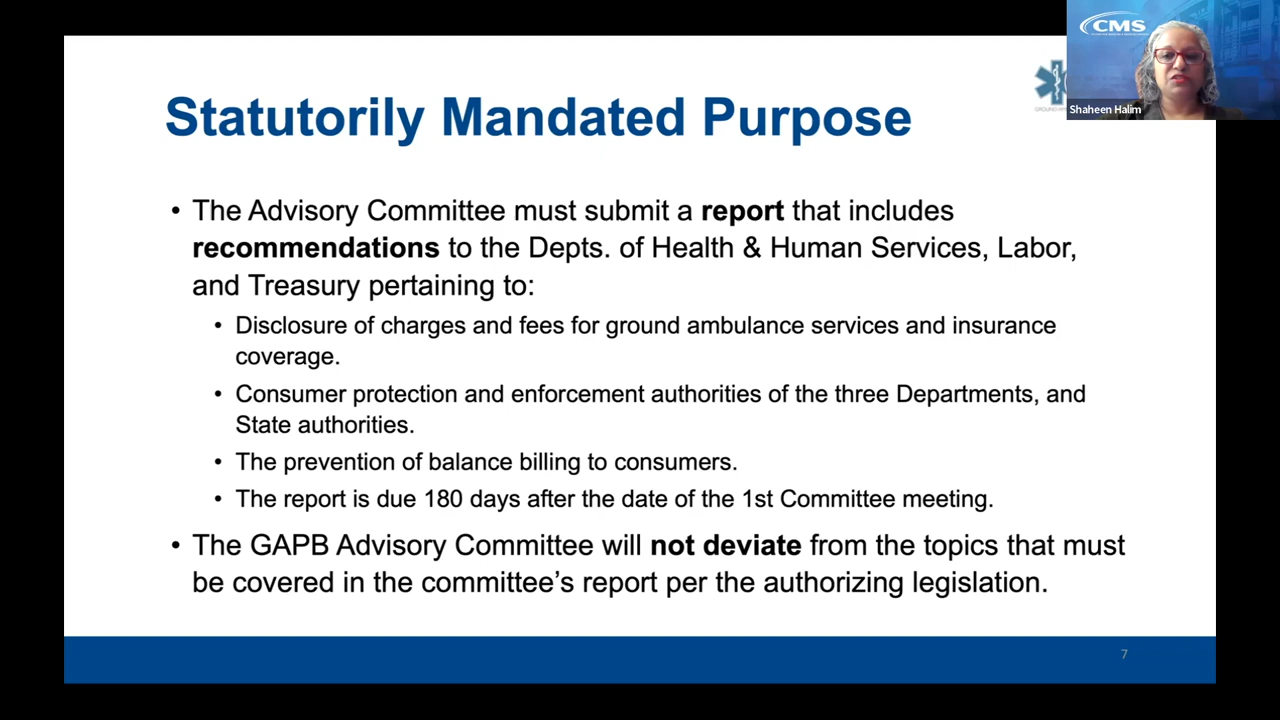 CMS
Shaheen Halim
Statutorily Mandated Purpose
• The Advisory Committee must submit a report that includes
recommendations to the Depts. of Health & Human Services, Labor,
and Treasury pertaining to:
• Disclosure of charges and fees for ground ambulance services and insurance
coverage.
• Consumer protection and enforcement authorities of the three Departments, and
State authorities.
• The prevention of balance billing to consumers.
• The report is due 180 days after the date of the 1st Committee meeting.
• The GAPB Advisory Committee will not deviate from the topics that must
be covered in the committee’s report per the authorizing legislation.
7